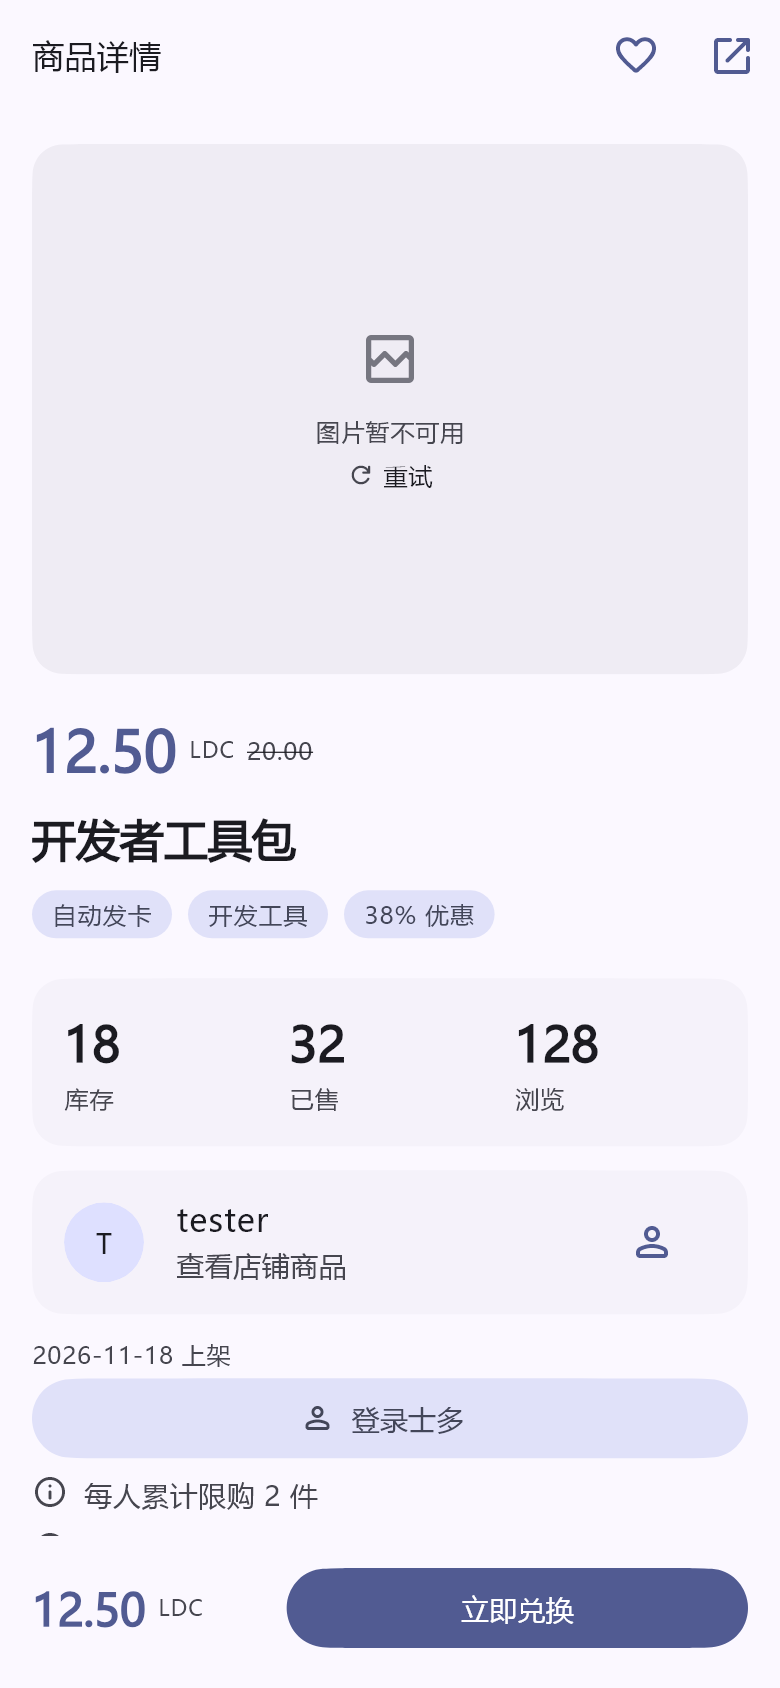 商品详情
图片暂不可用
重试
12.50 LDC 20.00
开发者工具包
自动发卡 开发工具 38% 优惠
18 32 128
库存 已售 浏览
T
tester
查看店铺商品
2026-11-18 上架
登录士多
每人累计限购 2 件
12.50 LDC 立即兑换